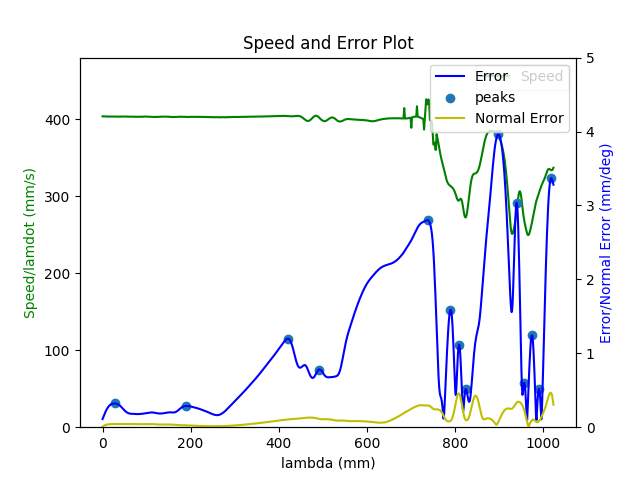 Speed and Error Plot
Speed/lamdot (mm/s)
400
300
200
100
0
Error
Speed
peaks
Normal Error
5
4
3
2
1
0
Error/Normal Error (mm/deg)
0
200
400
600
800
1000
lambda (mm)